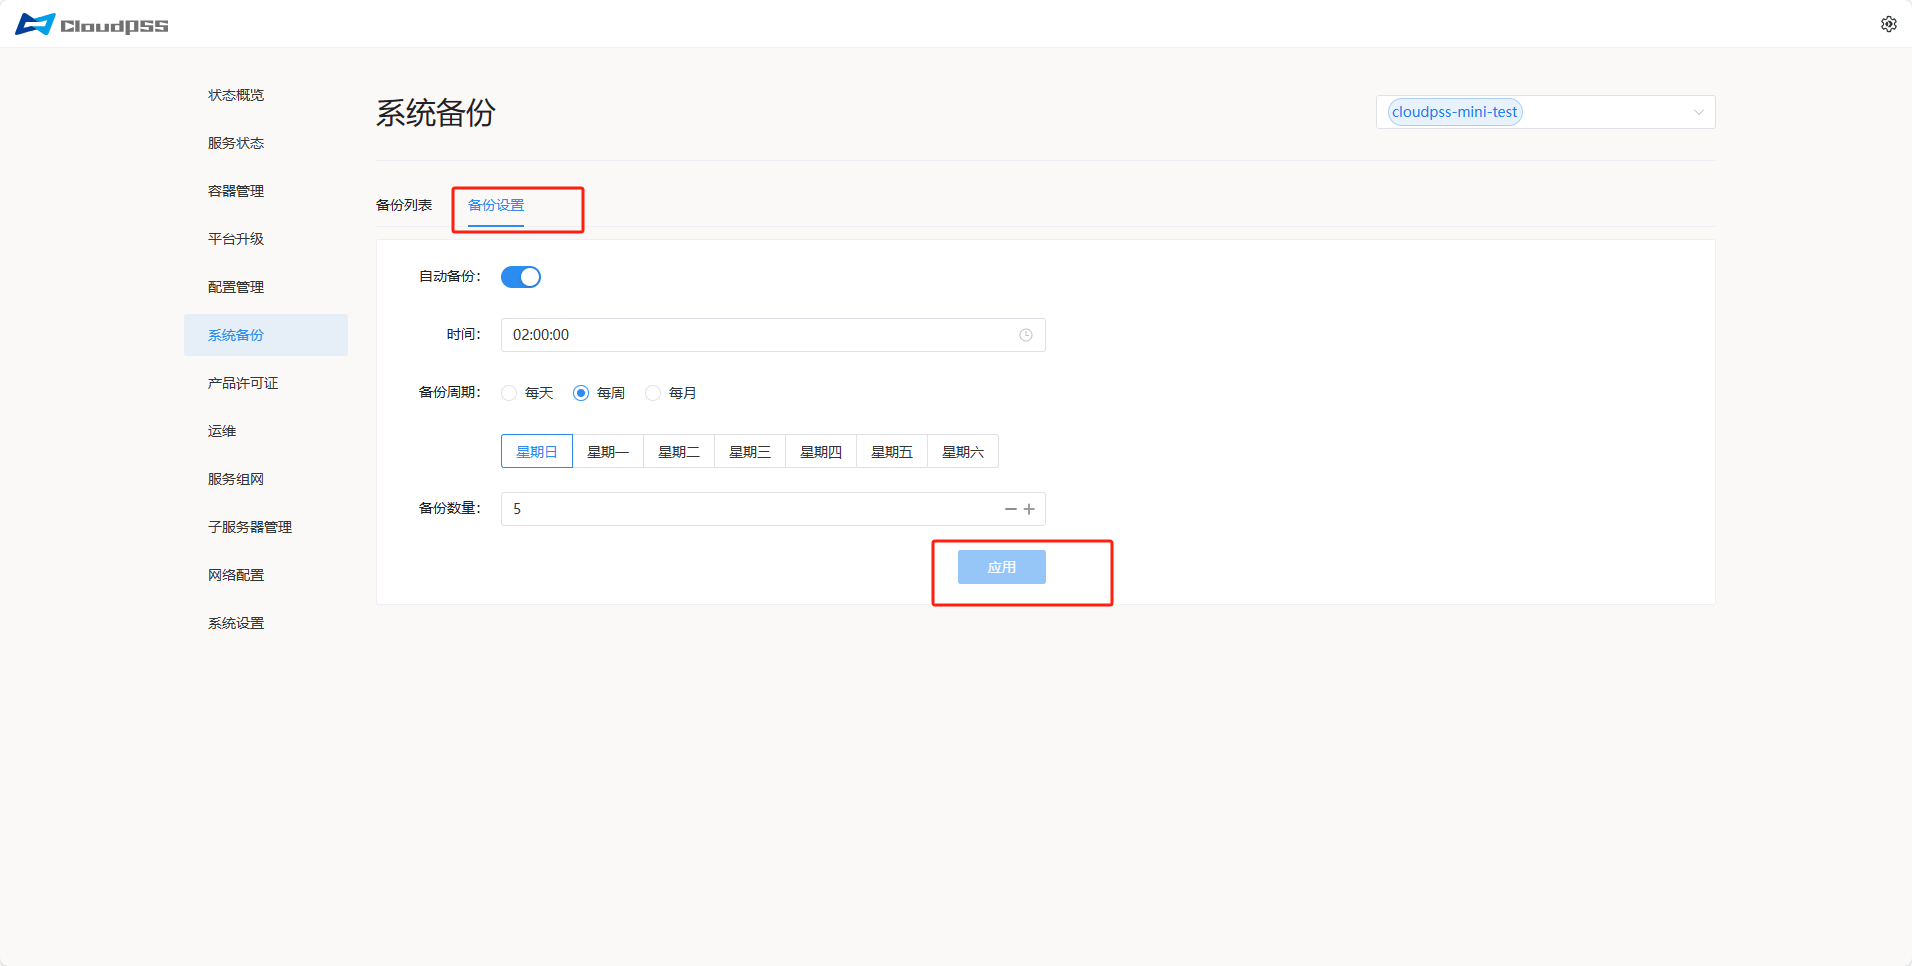 CloudPSS
状态概览
服务状态
容器管理
平台升级
配置管理
系统备份
产品许可证
运维
服务组网
子服务器管理
网络配置
系统设置
系统备份
cloudpss-mini-test
备份列表 备份设置
自动备份：
时间： 02:00:00
备份周期： 每天 每周 每月
星期日 星期一 星期二 星期三 星期四 星期五 星期六
备份数量： 5
应用